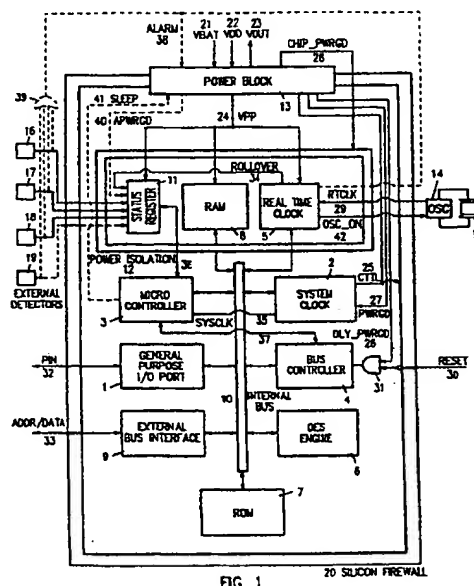 21 22 23
ALARM
38
VBAT VDD VOUT
CHIP_PWRGD
26
POWER BLOCK
13
41 SLEEP
39
40 APWRGD
24 VPP
16
17
18
19
EXTERNAL
DETECTORS
ROLLOVER
34
11
STATUS
REGISTER
RAM
8
REAL TIME
CLOCK
5
RTCLK
29
OSC_ON
42
14
OSC
POWER ISOLATION
12
36
MICRO
CONTROLLER
3
SYSTEM
CLOCK
2
25
CTTL
27
PWRGD
SYSCLK
35
37
DLY_PWRGD
28
PIN
32
GENERAL
PURPOSE
I/O PORT
1
BUS
CONTROLLER
4
31
RESET
30
10
INTERNAL
BUS
ADDR/DATA
33
EXTERNAL
BUS INTERFACE
9
DES
ENGINE
6
7
ROM
FIG. 1
20 SILICON FIREWALL